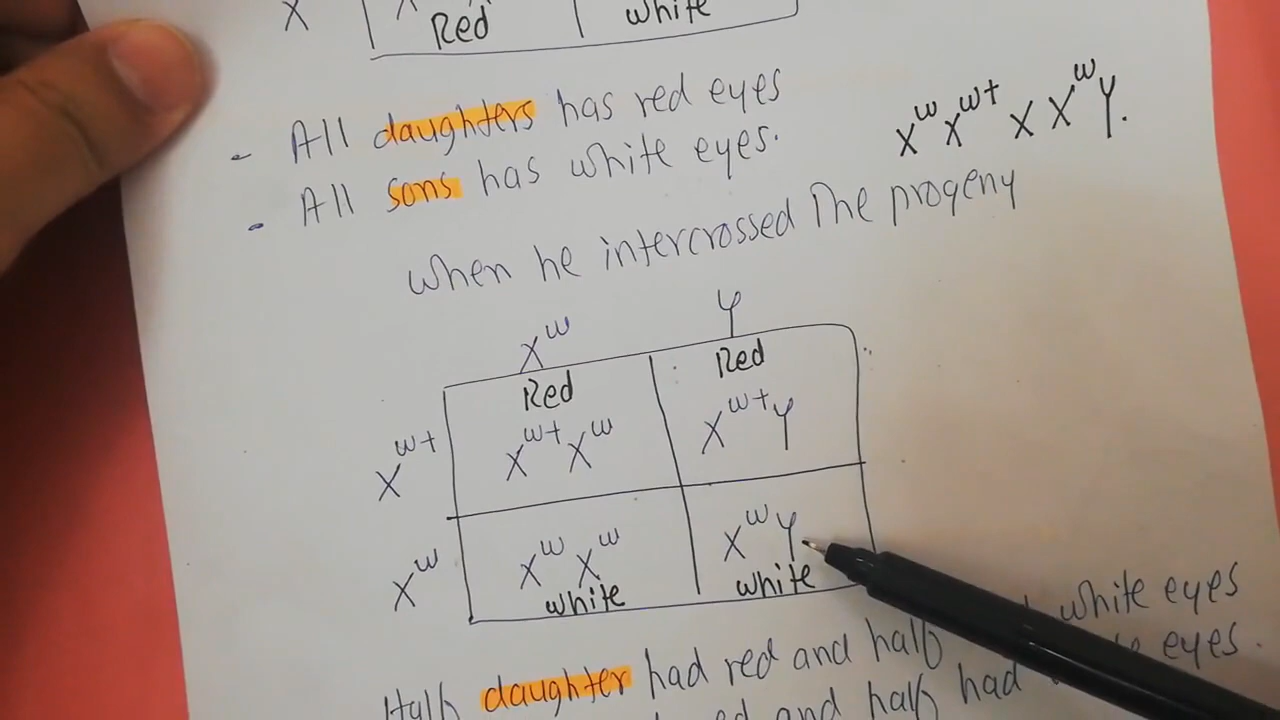 X
Red white
- All daughters has red eyes
- All sons has white eyes.
X^w X^w+ X X^w Y.
When he intercrossed The progeny
X^w Y
Red Red
X^w+ X^w+ X^w X^w+ Y
X^w X^w X^w X^w Y
white white
Half daughter had red and half white eyes
red and half had eyes.